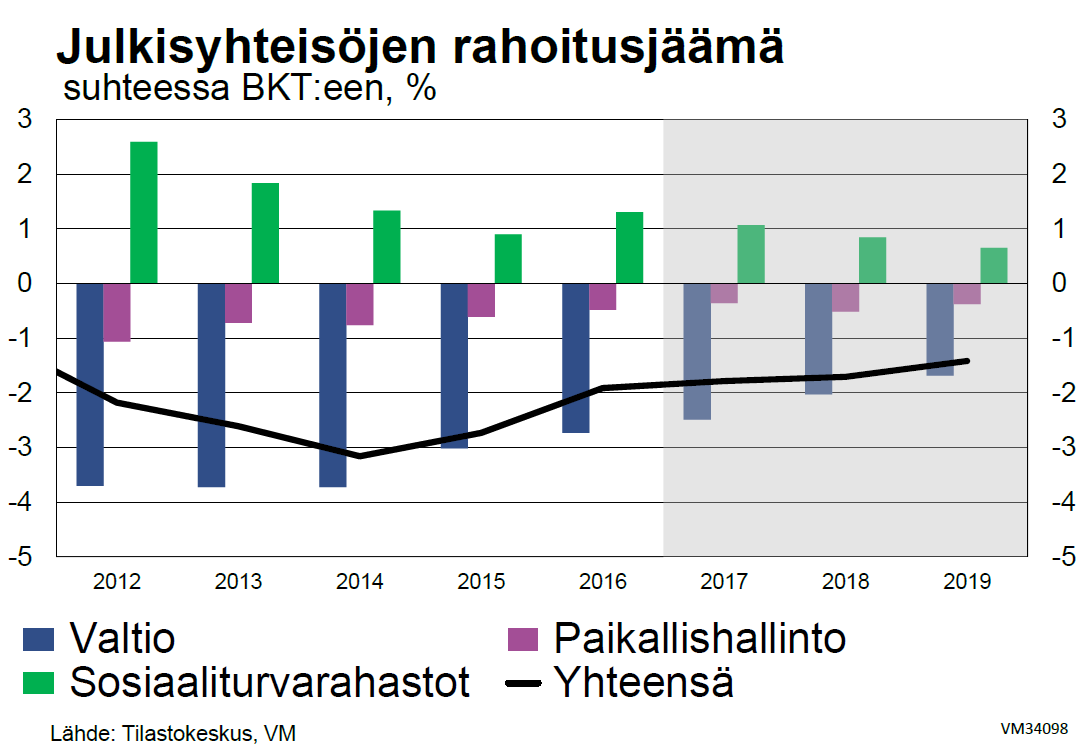 Julkisyhteisöjen rahoitusjäämä
suhteessa BKT:een, %
3 3
2 2
1 1
0 0
-1 -1
-2 -2
-3 -3
-4 -4
-5 -5
2012 2013 2014 2015 2016 2017 2018 2019
Valtio Paikallishallinto
Sosiaaliturvarahastot Yhteensä
Lähde: Tilastokeskus, VM VM34098